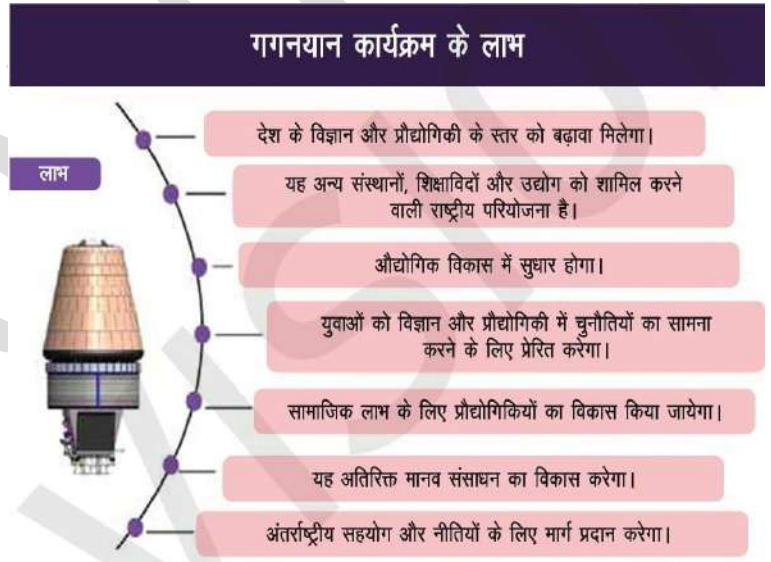 गगनयान कार्यक्रम के लाभ
देश के विज्ञान और प्रौद्योगिकी के स्तर को बढ़ावा मिलेगा।
लाभ
यह अन्य संस्थानों, शिक्षाविदों और उद्योग को शामिल करने
वाली राष्ट्रीय परियोजना है।
औद्योगिक विकास में सुधार होगा।
युवाओं को विज्ञान और प्रौद्योगिकी में चुनौतियों का सामना
करने के लिए प्रेरित करेगा।
सामाजिक लाभ के लिए प्रौद्योगिकियों का विकास किया जायेगा।
यह अतिरिक्त मानव संसाधन का विकास करेगा।
अंतर्राष्ट्रीय सहयोग और नीतियों के लिए मार्ग प्रदान करेगा।